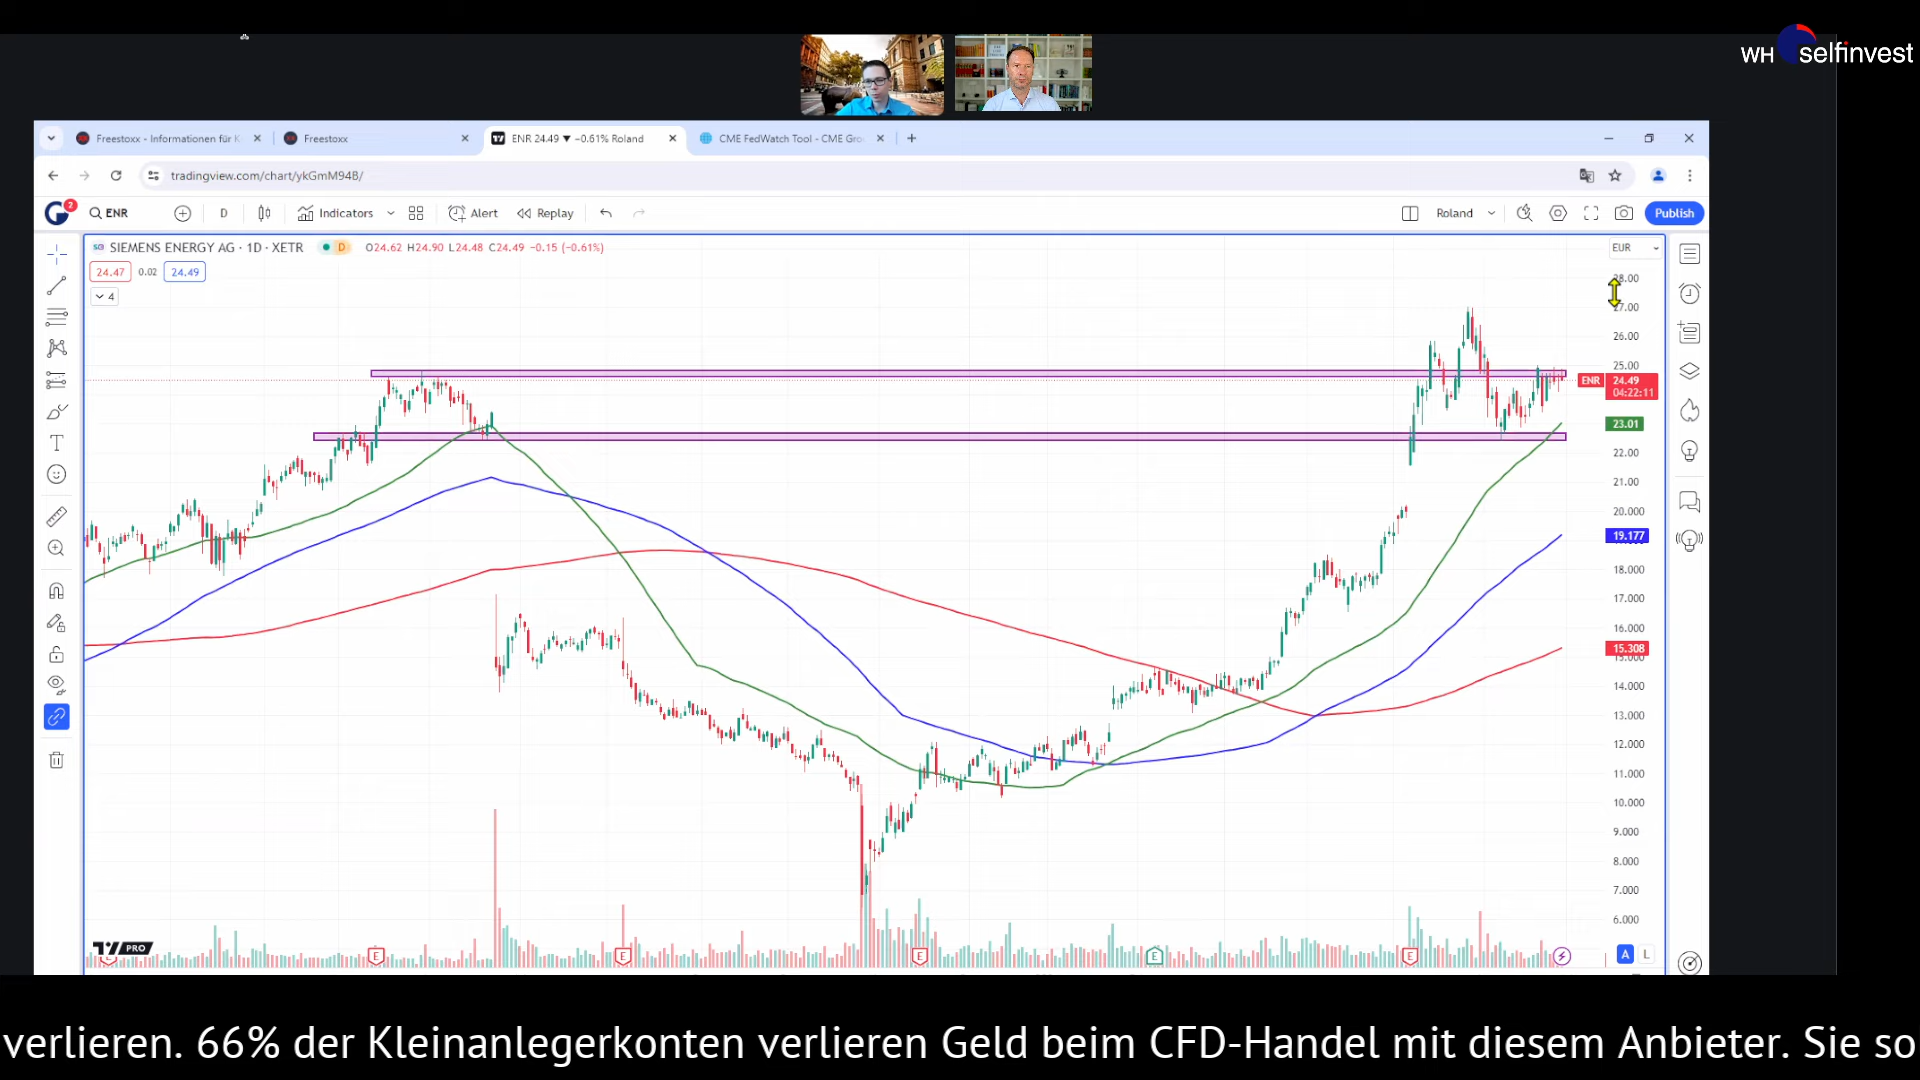 WH selfinvest
Freestoxx - Informationen für K
Freestoxx
ENR 24.49 ▼ −0.61% Roland
CME FedWatch Tool - CME Gro
tradingview.com/chart/ykGmM94B/
2
ENR
D
Indicators
Alert
Replay
Roland
Publish
SIEMENS ENERGY AG · 1D · XETR
D
O24.62 H24.90 L24.48 C24.49 −0.15 (−0.61%)
EUR
24.47 0.02 24.49
4
28.00
27.00
26.00
25.00
ENR 24.49
04:22:11
23.01
22.00
21.00
20.000
19.177
18.000
17.000
16.000
15.308
15.000
14.000
13.000
12.000
11.000
10.000
9.000
8.000
7.000
6.000
PRO
E
E
E
E
E
A
L
verlieren. 66% der Kleinanlegerkonten verlieren Geld beim CFD-Handel mit diesem Anbieter. Sie so